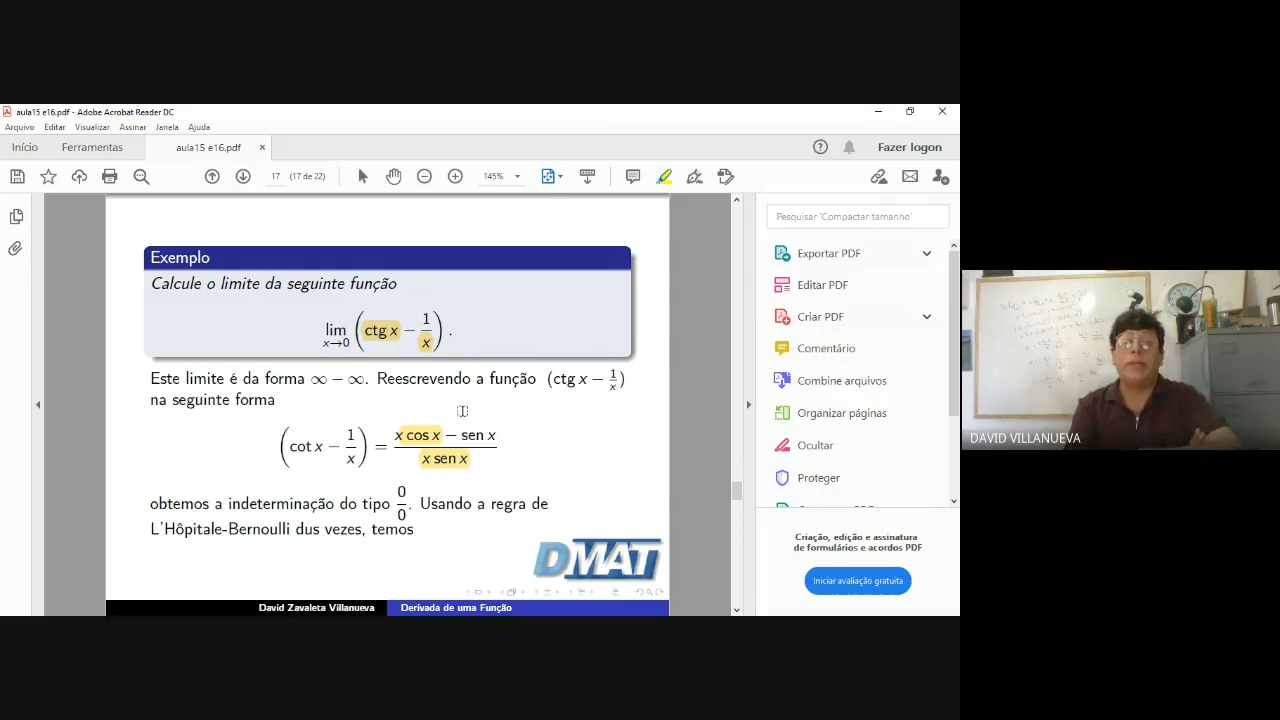 aula15 e16.pdf - Adobe Acrobat Reader DC
Arquivo Editar Visualizar Assinar Janela Ajuda
Início Ferramentas aula15 e16.pdf × Fazer logon
17 (17 de 22) 145%
Pesquisar 'Compactar tamanho'
Exportar PDF
Editar PDF
Criar PDF
Comentário
Combine arquivos
Organizar páginas
Ocultar
Proteger
Criação, edição e assinatura
de formulários e acordos PDF
Iniciar avaliação gratuita
Exemplo
Calcule o limite da seguinte função
lim x→0 (ctg x − 1/x).
Este limite é da forma ∞ − ∞. Reescrevendo a função (ctg x − 1/x)
na seguinte forma
(cot x − 1/x) = (x cos x − sen x)/(x sen x)
obtemos a indeterminação do tipo 0/0. Usando a regra de
L'Hôpitale-Bernoulli dus vezes, temos
DMAT
David Zavaleta Villanueva Derivada de uma Função
DAVID VILLANUEVA